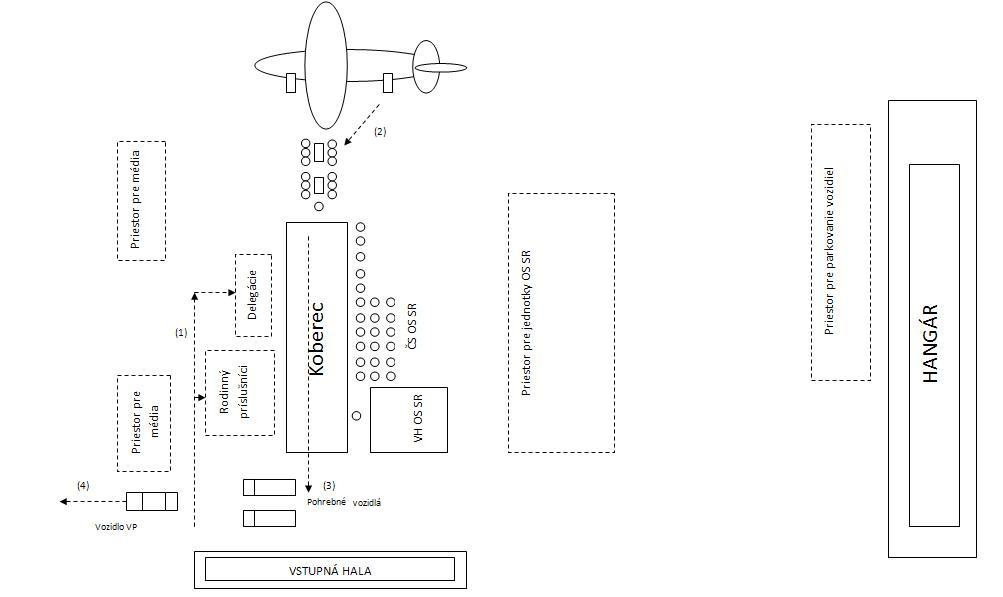 (2)
Priestor pre média
Delegácie
(1)
Koberec
ČS OS SR
Priestor pre jednotky OS SR
Priestor pre parkovanie vozidiel
HANGÁR
Rodinný
príslušníci
Priestor pre
média
VH OS SR
(4)
(3)
Pohrebné vozidlá
Vozidlo VP
VSTUPNÁ HALA